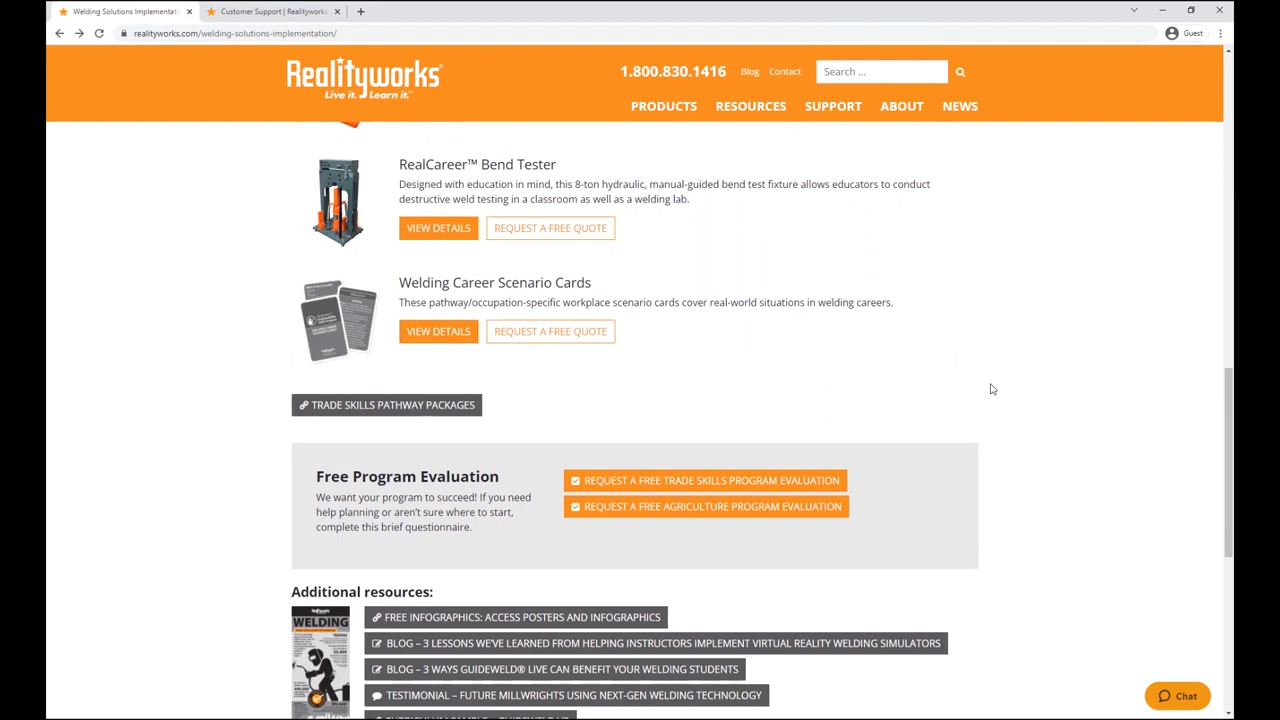 Welding Solutions Implementati
Customer Support | Realitywork
realityworks.com/welding-solutions-implementation/
Guest
Realityworks
Live it. Learn it.™
1.800.830.1416
Blog
Contact
Search ...
PRODUCTS
RESOURCES
SUPPORT
ABOUT
NEWS
RealCareer™ Bend Tester
Designed with education in mind, this 8-ton hydraulic, manual-guided bend test fixture allows educators to conduct
destructive weld testing in a classroom as well as a welding lab.
VIEW DETAILS
REQUEST A FREE QUOTE
Welding Career Scenario Cards
These pathway/occupation-specific workplace scenario cards cover real-world situations in welding careers.
VIEW DETAILS
REQUEST A FREE QUOTE
TRADE SKILLS PATHWAY PACKAGES
Free Program Evaluation
We want your program to succeed! If you need
help planning or aren't sure where to start,
complete this brief questionnaire.
REQUEST A FREE TRADE SKILLS PROGRAM EVALUATION
REQUEST A FREE AGRICULTURE PROGRAM EVALUATION
Additional resources:
WELDING
FREE INFOGRAPHICS: ACCESS POSTERS AND INFOGRAPHICS
BLOG – 3 LESSONS WE'VE LEARNED FROM HELPING INSTRUCTORS IMPLEMENT VIRTUAL REALITY WELDING SIMULATORS
BLOG – 3 WAYS GUIDEWELD® LIVE CAN BENEFIT YOUR WELDING STUDENTS
TESTIMONIAL – FUTURE MILLWRIGHTS USING NEXT-GEN WELDING TECHNOLOGY
Chat